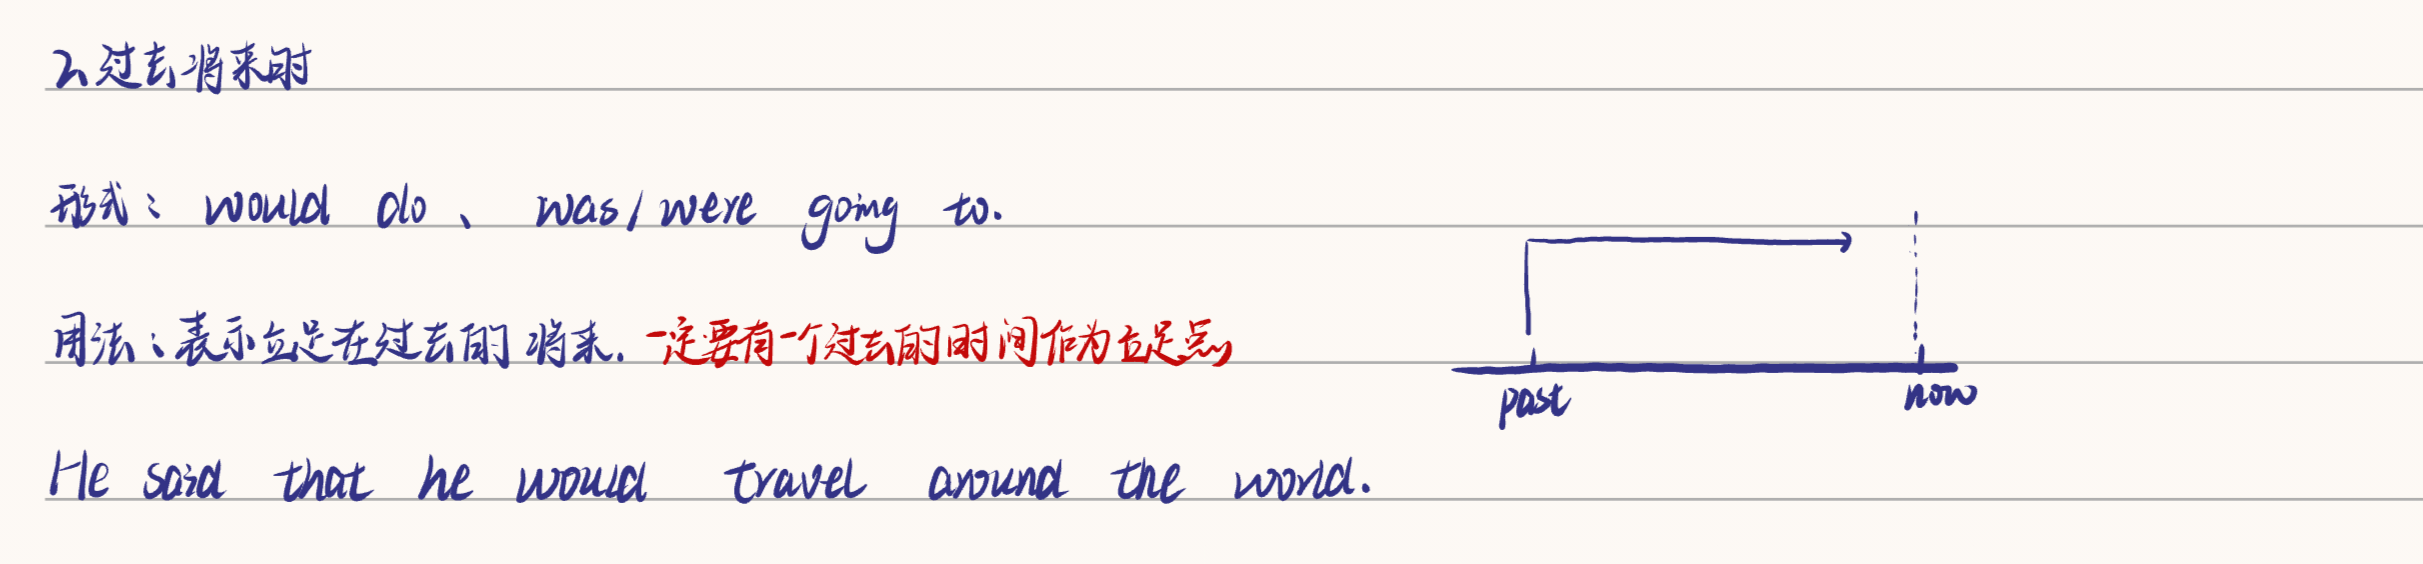 2、过去将来时
形式：would do、was/were going to.
用法：表示立足在过去的将来. 一定要有一个过去的时间作为立足点
past now
He said that he would travel around the world.